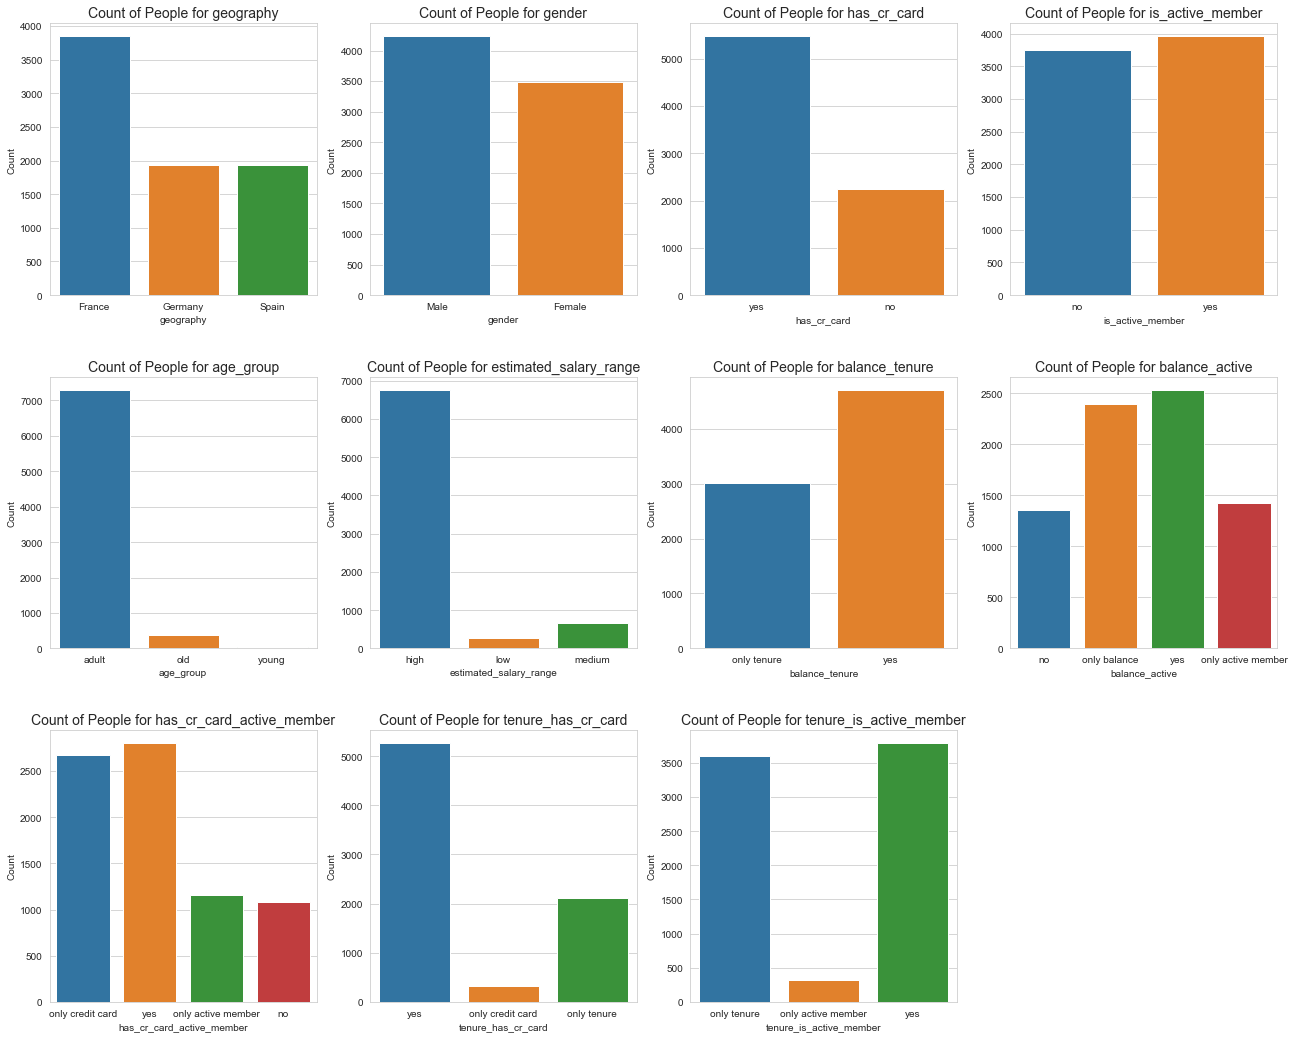 Count of People for geography
4000
3500
3000
2500
2000
1500
1000
500
0
Count
France Germany Spain
geography
Count of People for gender
4000
3500
3000
2500
2000
1500
1000
500
0
Count
Male Female
gender
Count of People for has_cr_card
5000
4000
3000
2000
1000
0
Count
yes no
has_cr_card
Count of People for is_active_member
4000
3500
3000
2500
2000
1500
1000
500
0
Count
no yes
is_active_member
Count of People for age_group
7000
6000
5000
4000
3000
2000
1000
0
Count
adult old young
age_group
Count of People for estimated_salary_range
7000
6000
5000
4000
3000
2000
1000
0
Count
high low medium
estimated_salary_range
Count of People for balance_tenure
4000
3000
2000
1000
0
Count
only tenure yes
balance_tenure
Count of People for balance_active
2500
2000
1500
1000
500
0
Count
no only balance yes only active member
balance_active
Count of People for has_cr_card_active_member
2500
2000
1500
1000
500
0
Count
only credit card yes only active member no
has_cr_card_active_member
Count of People for tenure_has_cr_card
5000
4000
3000
2000
1000
0
Count
yes only credit card only tenure
tenure_has_cr_card
Count of People for tenure_is_active_member
3500
3000
2500
2000
1500
1000
500
0
Count
only tenure only active member yes
tenure_is_active_member